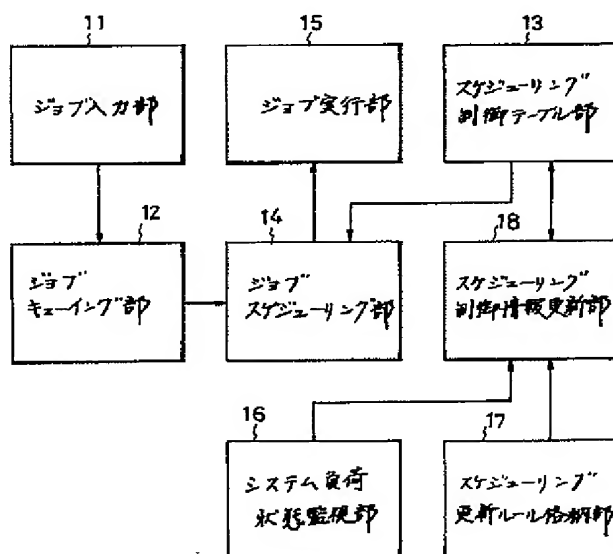 11
15
13
ジョブ入力部
ジョブ実行部
スケジューリング
制御テーブル部
12
14
18
ジョブ
キューイング部
ジョブ
スケジューリング部
スケジューリング
制御情報更新部
16
17
システム負荷
状態監視部
スケジューリング
更新ルール格納部